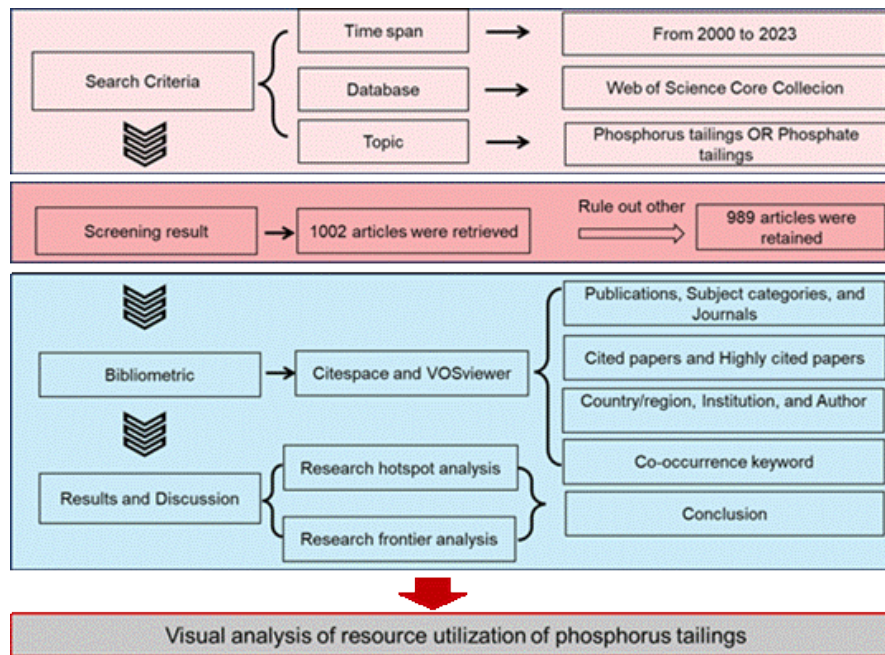 Time span
From 2000 to 2023
Search Criteria
Database
Web of Science Core Collecion
Topic
Phosphorus tailings OR Phosphate
tailings
Screening result
1002 articles were retrieved
Rule out other
989 articles were
retained
Publications, Subject categories, and
Journals
Bibliometric
Citespace and VOSviewer
Cited papers and Highly cited papers
Country/region, Institution, and Author
Co-occurrence keyword
Results and Discussion
Research hotspot analysis
Research frontier analysis
Conclusion
Visual analysis of resource utilization of phosphorus tailings